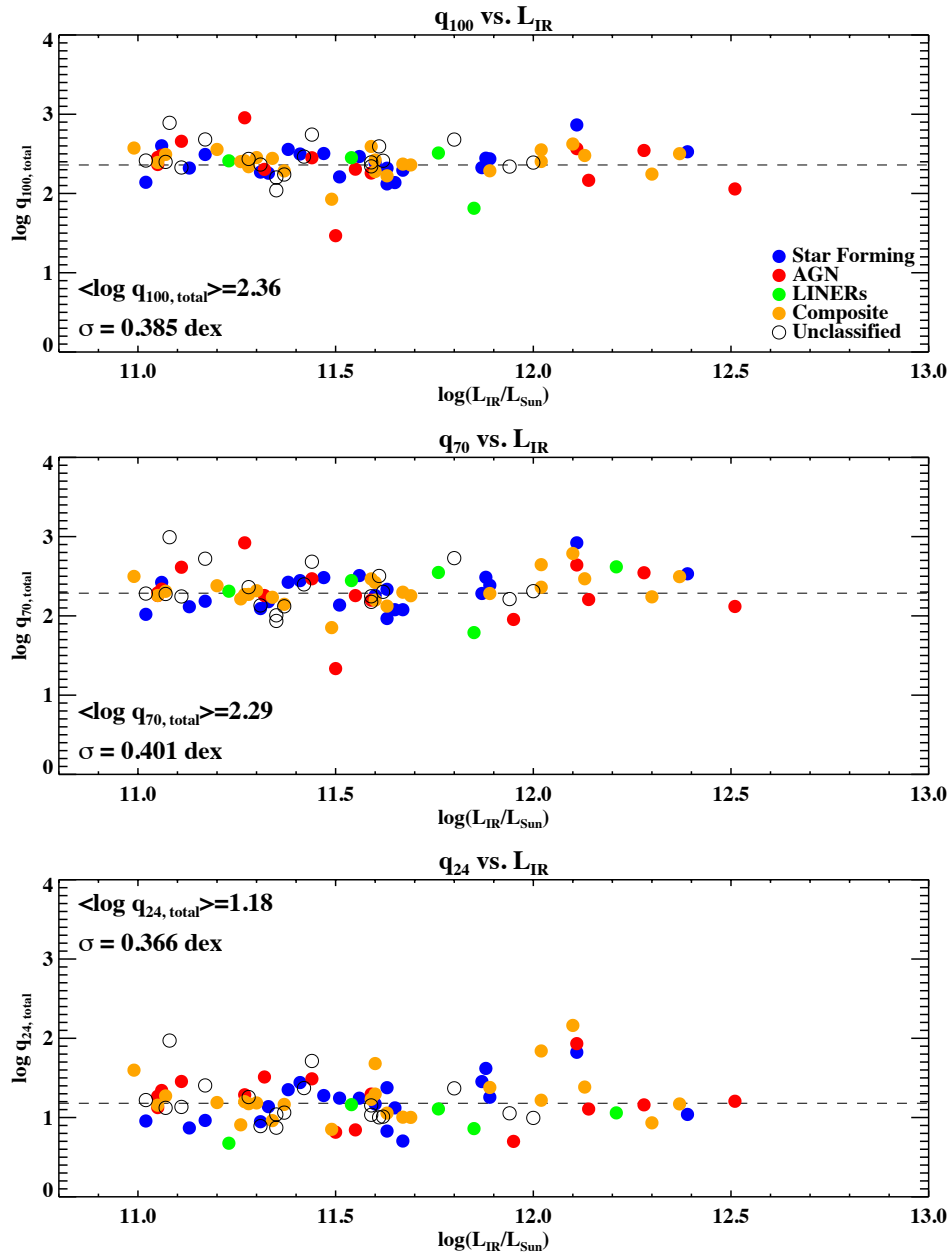 q100 vs. LIR
4
3
2
1
0
log q100, total
Star Forming
AGN
LINERs
Composite
Unclassified
<log q100, total>=2.36
σ = 0.385 dex
11.0 11.5 12.0 12.5 13.0
log(LIR/LSun)
q70 vs. LIR
4
3
2
1
0
log q70, total
<log q70, total>=2.29
σ = 0.401 dex
11.0 11.5 12.0 12.5 13.0
log(LIR/LSun)
q24 vs. LIR
4
3
2
1
0
log q24, total
<log q24, total>=1.18
σ = 0.366 dex
11.0 11.5 12.0 12.5 13.0
log(LIR/LSun)